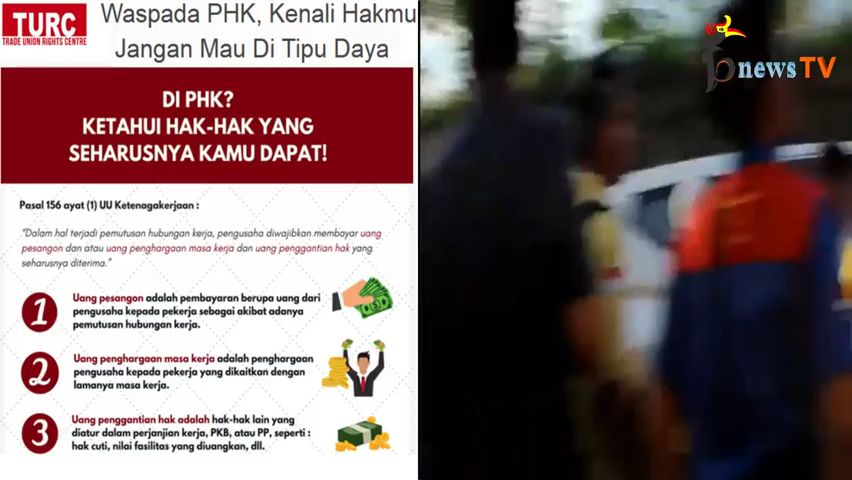 TURC
TRADE UNION RIGHTS CENTRE
Waspada PHK, Kenali Hakmu
Jangan Mau Di Tipu Daya
DI PHK?
KETAHUI HAK-HAK YANG
SEHARUSNYA KAMU DAPAT!
Pasal 156 ayat (1) UU Ketenagakerjaan :
"Dalam hal terjadi pemutusan hubungan kerja, pengusaha diwajibkan membayar uang
pesangon dan atau uang penghargaan masa kerja dan uang penggantian hak yang
seharusnya diterima."
1
Uang pesangon adalah pembayaran berupa uang dari
pengusaha kepada pekerja sebagai akibat adanya
pemutusan hubungan kerja.
2
Uang penghargaan masa kerja adalah penghargaan
pengusaha kepada pekerja yang dikaitkan dengan
lamanya masa kerja.
3
Uang penggantian hak adalah hak-hak lain yang
diatur dalam perjanjian kerja, PKB, atau PP, seperti :
hak cuti, nilai fasilitas yang diuangkan, dll.
news TV